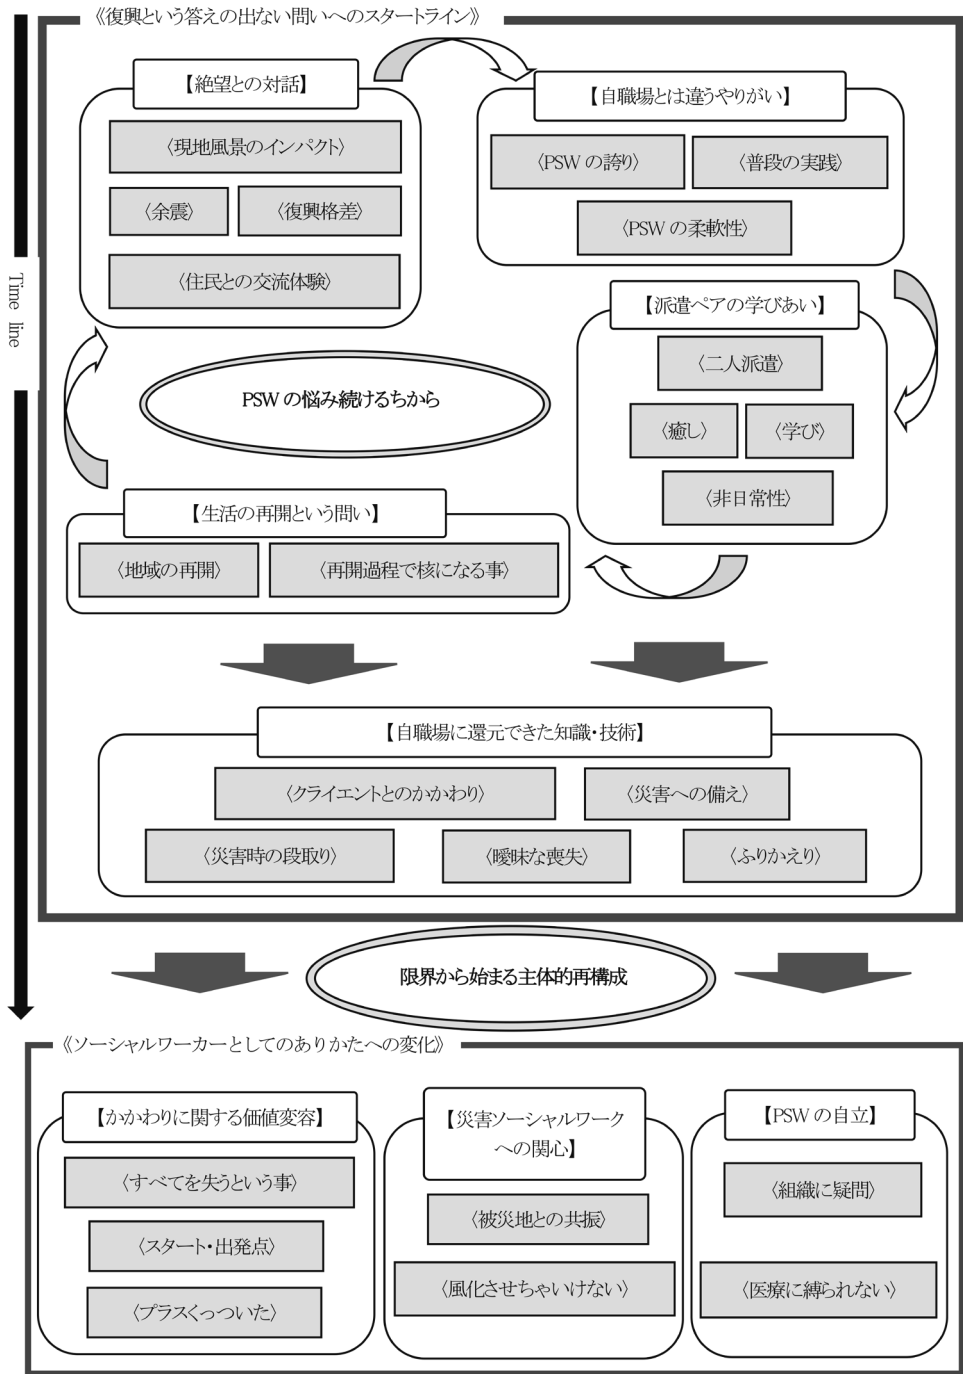 《復興という答えの出ない問いへのスタートライン》
【絶望との対話】
〈現地風景のインパクト〉
〈余震〉
〈復興格差〉
〈住民との交流体験〉
【自職場とは違うやりがい】
〈PSW の誇り〉
〈普段の実践〉
〈PSW の柔軟性〉
Time line
【派遣ペアの学びあい】
〈二人派遣〉
〈癒し〉
〈学び〉
〈非日常性〉
PSW の悩み続けるちから
【生活の再開という問い】
〈地域の再開〉
〈再開過程で核になる事〉
【自職場に還元できた知識・技術】
〈クライエントとのかかわり〉
〈災害への備え〉
〈災害時の段取り〉
〈曖昧な喪失〉
〈ふりかえり〉
限界から始まる主体的再構成
《ソーシャルワーカーとしてのありかたへの変化》
【かかわりに関する価値変容】
〈すべてを失うという事〉
〈スタート・出発点〉
〈プラスくっついた〉
【災害ソーシャルワーク
への関心】
〈被災地との共振〉
〈風化させちゃいけない〉
【PSW の自立】
〈組織に疑問〉
〈医療に縛られない〉